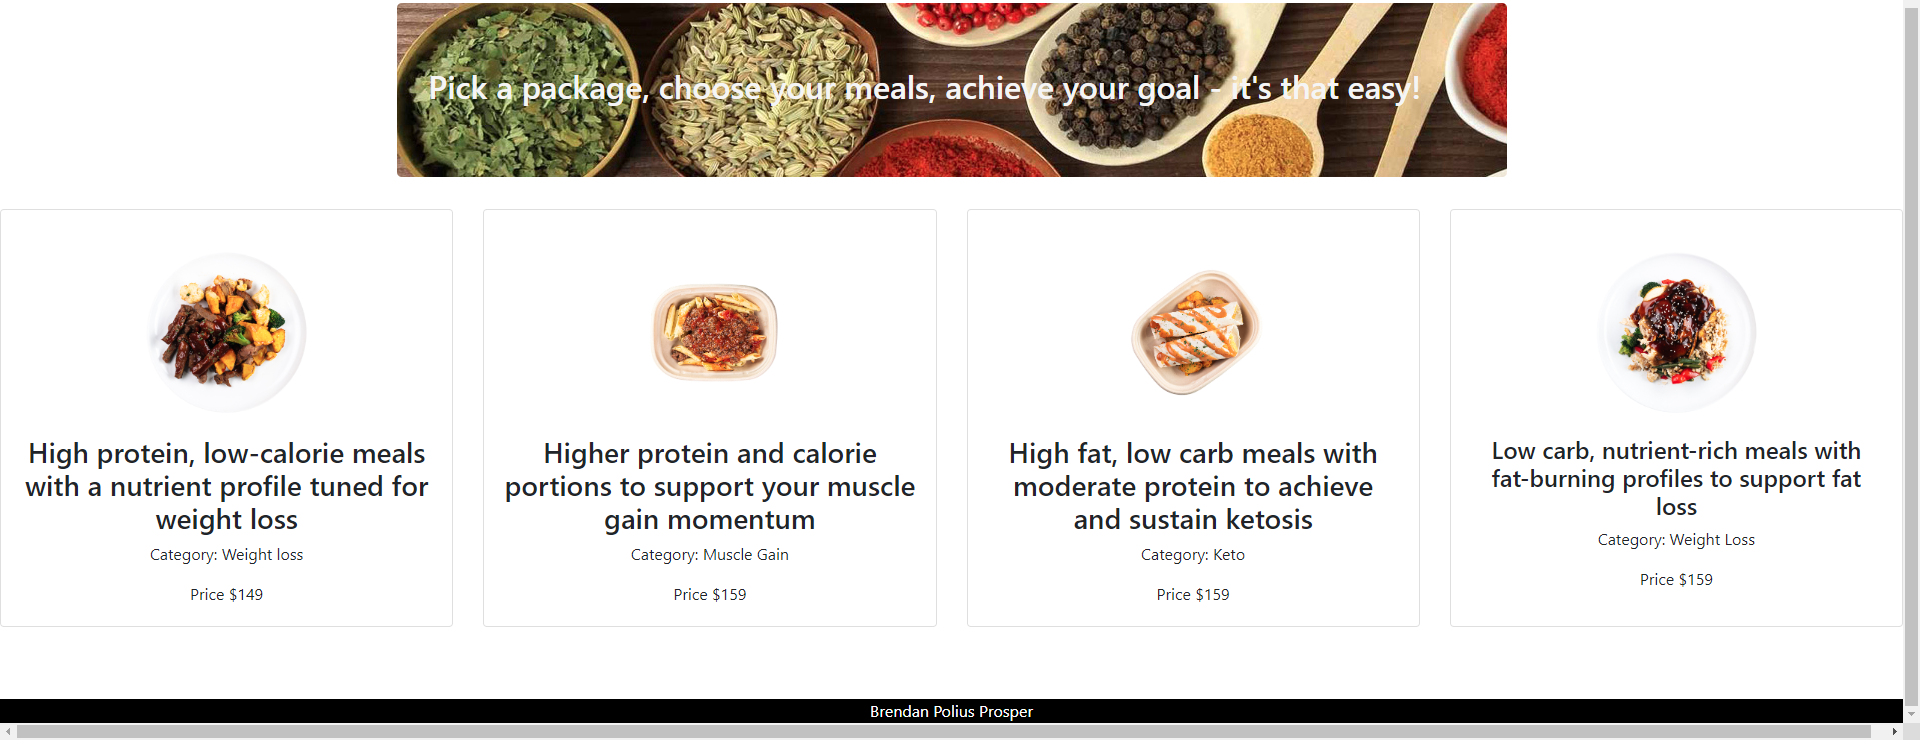 Pick a package, choose your meals, achieve your goal - it's that easy!
High protein, low-calorie meals
with a nutrient profile tuned for
weight loss
Category: Weight loss
Price $149
Higher protein and calorie
portions to support your muscle
gain momentum
Category: Muscle Gain
Price $159
High fat, low carb meals with
moderate protein to achieve
and sustain ketosis
Category: Keto
Price $159
Low carb, nutrient-rich meals with
fat-burning profiles to support fat
loss
Category: Weight Loss
Price $159
Brendan Polius Prosper